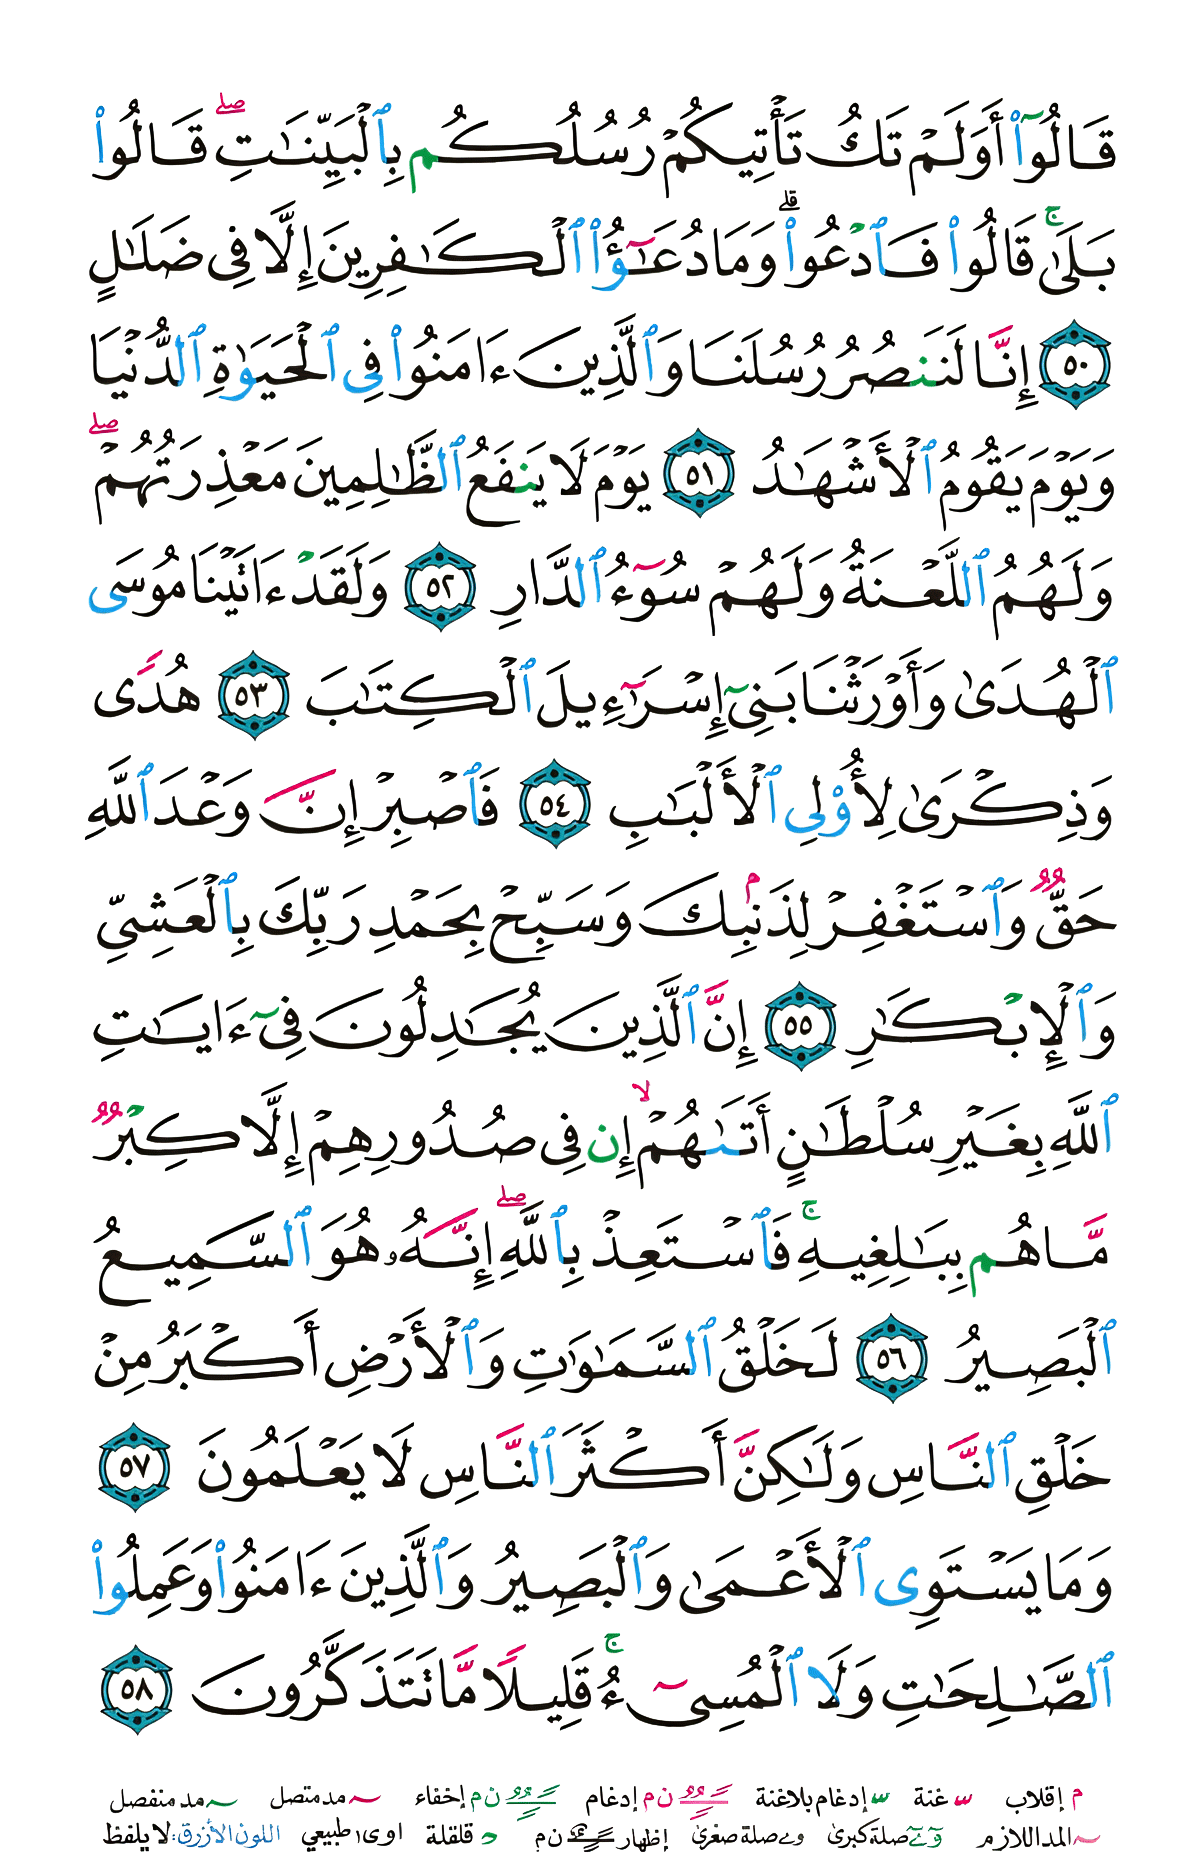 قَالُوٓا۟ أَوَلَمْ تَكُ تَأْتِيكُمْ رُسُلُكُم بِٱلْبَيِّنَٰتِ ۖ قَالُوا۟
بَلَىٰ ۚ قَالُوا۟ فَٱدْعُوا۟ ۗ وَمَا دُعَٰٓؤُا۟ ٱلْكَٰفِرِينَ إِلَّا فِى ضَلَٰلٍ
٥٠ إِنَّا لَنَنصُرُ رُسُلَنَا وَٱلَّذِينَ ءَامَنُوا۟ فِى ٱلْحَيَوٰةِ ٱلدُّنْيَا
وَيَوْمَ يَقُومُ ٱلْأَشْهَٰدُ ٥١ يَوْمَ لَا يَنفَعُ ٱلظَّٰلِمِينَ مَعْذِرَتُهُمْ ۖ
وَلَهُمُ ٱللَّعْنَةُ وَلَهُمْ سُوٓءُ ٱلدَّارِ ٥٢ وَلَقَدْ ءَاتَيْنَا مُوسَى
ٱلْهُدَىٰ وَأَوْرَثْنَا بَنِىٓ إِسْرَٰٓءِيلَ ٱلْكِتَٰبَ ٥٣ هُدًى
وَذِكْرَىٰ لِأُو۟لِى ٱلْأَلْبَٰبِ ٥٤ فَٱصْبِرْ إِنَّ وَعْدَ ٱللَّهِ
حَقٌّ وَٱسْتَغْفِرْ لِذَنۢبِكَ وَسَبِّحْ بِحَمْدِ رَبِّكَ بِٱلْعَشِىِّ
وَٱلْإِبْكَٰرِ ٥٥ إِنَّ ٱلَّذِينَ يُجَٰدِلُونَ فِىٓ ءَايَٰتِ
ٱللَّهِ بِغَيْرِ سُلْطَٰنٍ أَتَىٰهُمْ ۙ إِن فِى صُدُورِهِمْ إِلَّا كِبْرٌ
مَّا هُم بِبَٰلِغِيهِ ۚ فَٱسْتَعِذْ بِٱللَّهِ ۖ إِنَّهُۥ هُوَ ٱلسَّمِيعُ
ٱلْبَصِيرُ ٥٦ لَخَلْقُ ٱلسَّمَٰوَٰتِ وَٱلْأَرْضِ أَكْبَرُ مِنْ
خَلْقِ ٱلنَّاسِ وَلَٰكِنَّ أَكْثَرَ ٱلنَّاسِ لَا يَعْلَمُونَ ٥٧
وَمَا يَسْتَوِى ٱلْأَعْمَىٰ وَٱلْبَصِيرُ وَٱلَّذِينَ ءَامَنُوا۟ وَعَمِلُوا۟
ٱلصَّٰلِحَٰتِ وَلَا ٱلْمُسِىٓءُ ۚ قَلِيلًا مَّا تَتَذَكَّرُونَ ٥٨
م إقلاب س غنة س إدغام بلاغنة ن م إدغام ن م إخفاء مد متصل مد منفصل
المد اللازم صلة كبرى و ے صلة صغرى إظهار ن م قلقلة ا و ى طبيعي اللون الأزرق: لا يلفظ